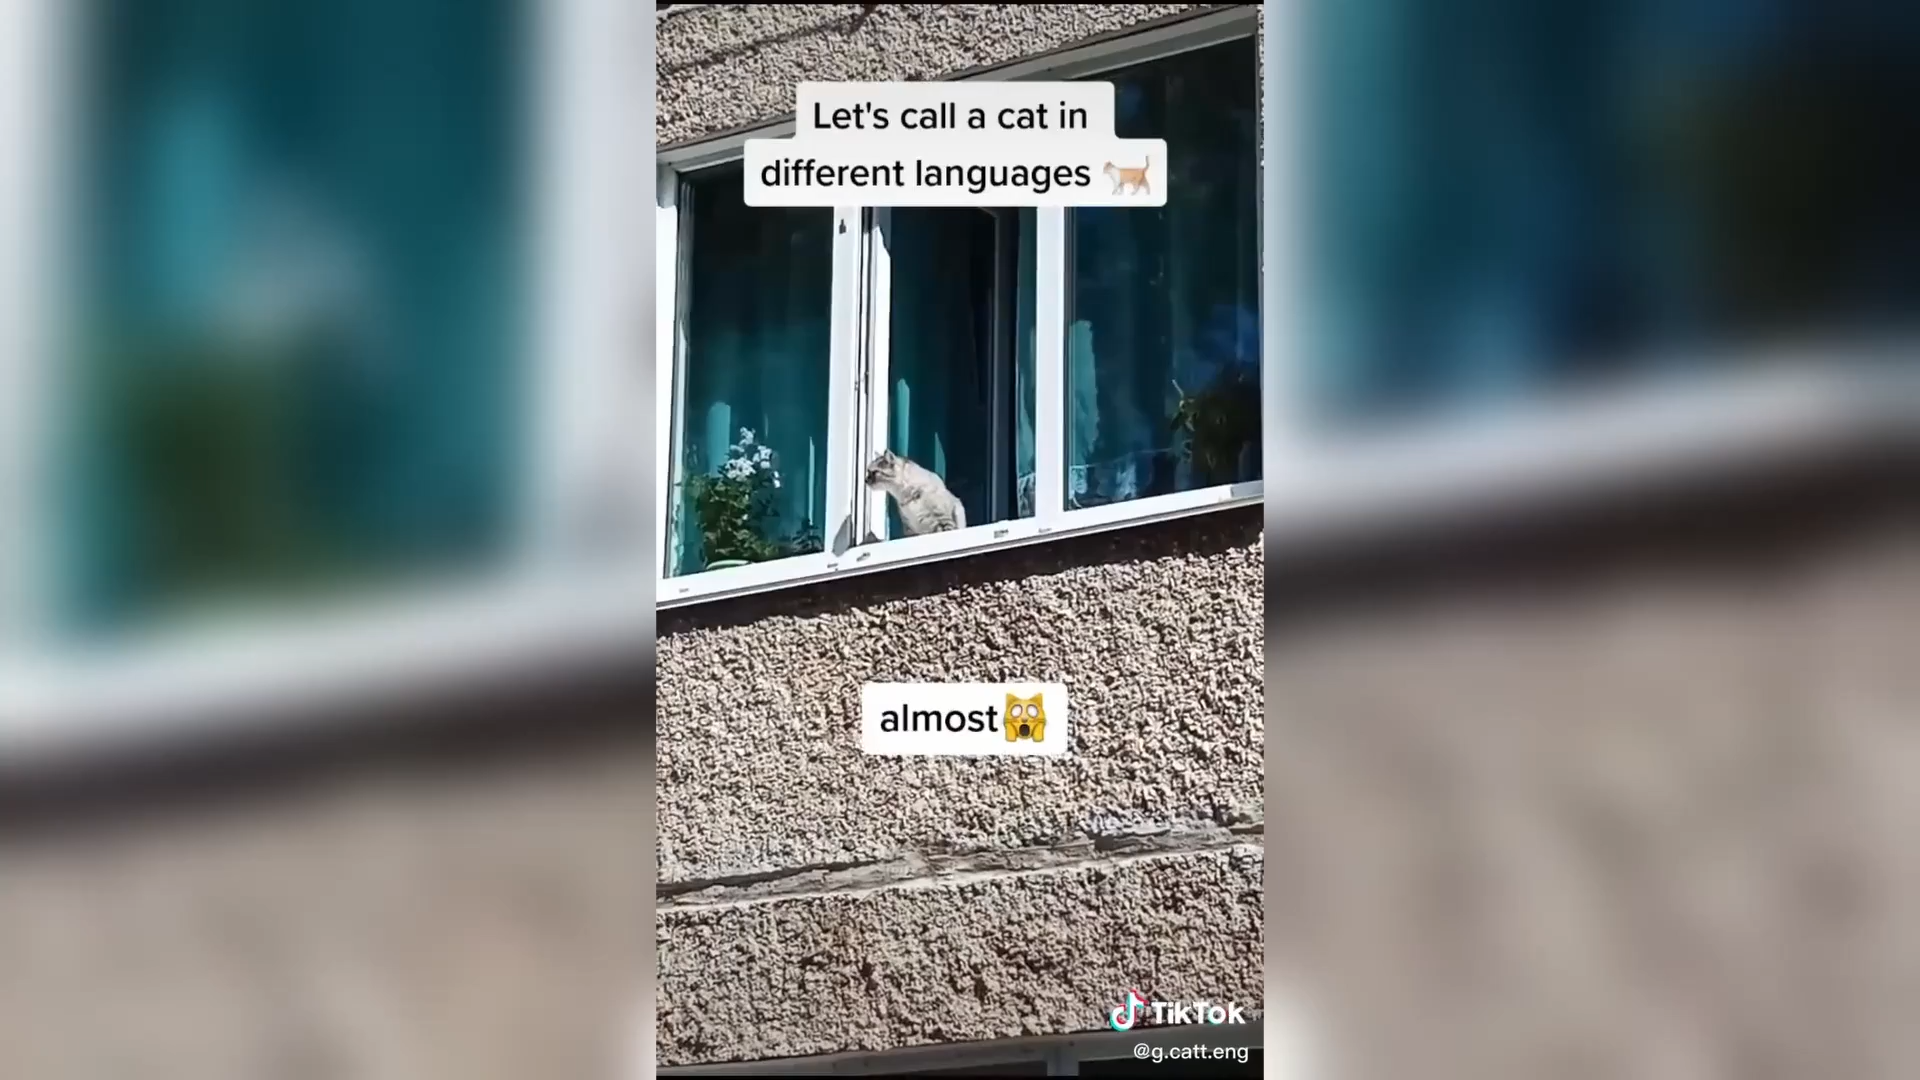 Let's call a cat in
different languages 🐈
almost🙀
TikTok
@g.catt.eng